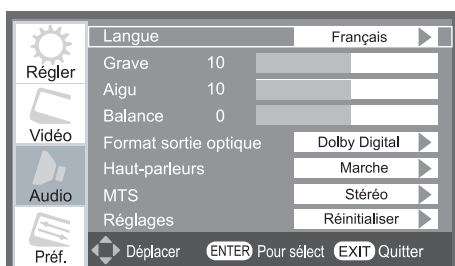 Régler
Vidéo
Audio
Préf.
Langue Français
Grave 10
Aigu 10
Balance 0
Format sortie optique Dolby Digital
Haut-parleurs Marche
MTS Stéréo
Réglages Réinitialiser
Déplacer ENTER Pour sélect EXIT Quitter